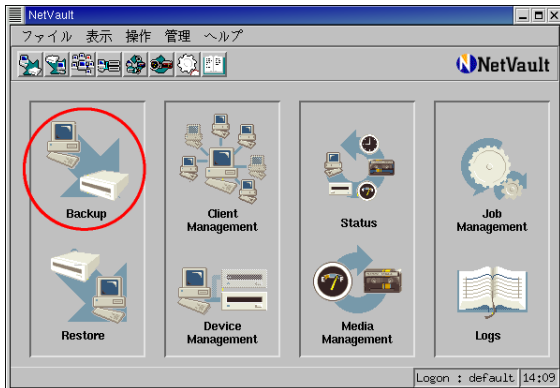 NetVault
ファイル 表示 操作 管理 ヘルプ
NetVault
Backup
Client
Management
Status
Job
Management
Restore
Device
Management
Media
Management
Logs
Logon : default 14:09